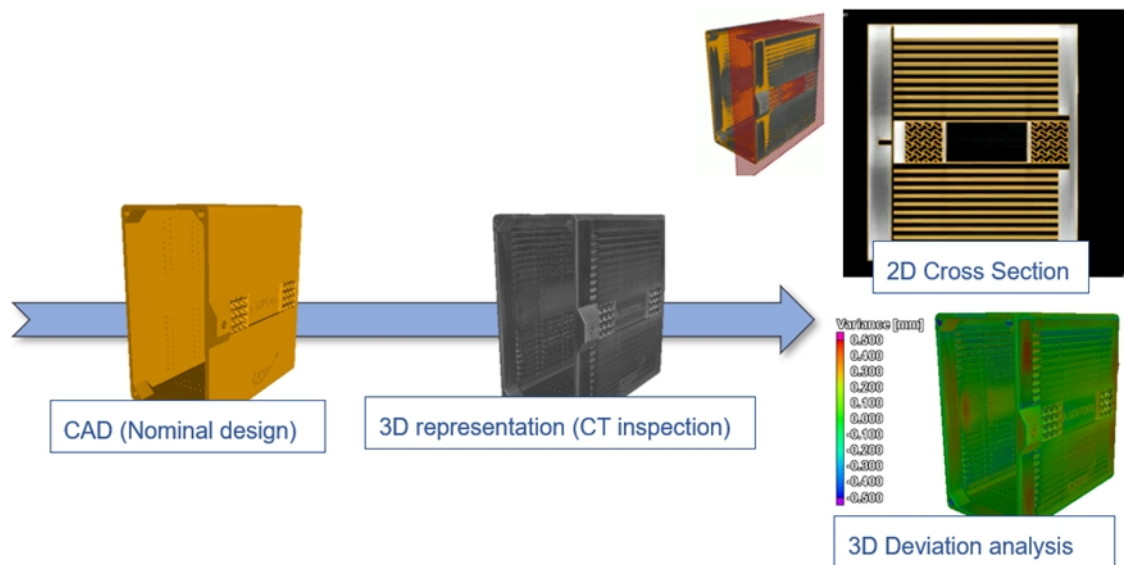 2D Cross Section
CAD (Nominal design)
3D representation (CT inspection)
Variance [mm]
0.500
0.400
0.300
0.200
0.100
0.000
-0.100
-0.200
-0.300
-0.400
-0.500
3D Deviation analysis